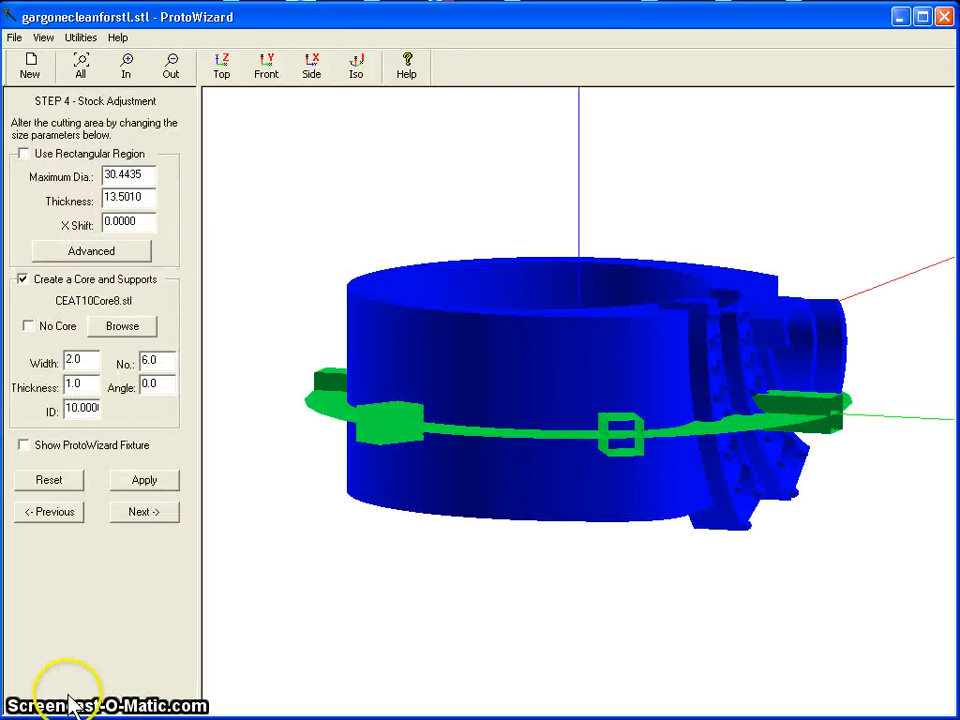 gargonecleanforstl.stl - ProtoWizard
File View Utilities Help
New All In Out Z Top Y Front X Side Iso ? Help
STEP 4 - Stock Adjustment
Alter the cutting area by changing the
size parameters below.
Use Rectangular Region
Maximum Dia.: 30.4435
Thickness: 13.5010
X Shift: 0.0000
Advanced
Create a Core and Supports
CEAT10Core8.stl
No Core Browse
Width: 2.0 No.: 6.0
Thickness: 1.0 Angle: 0.0
ID: 10.000
Show ProtoWizard Fixture
Reset Apply
<- Previous Next ->
Screencast-O-Matic.com